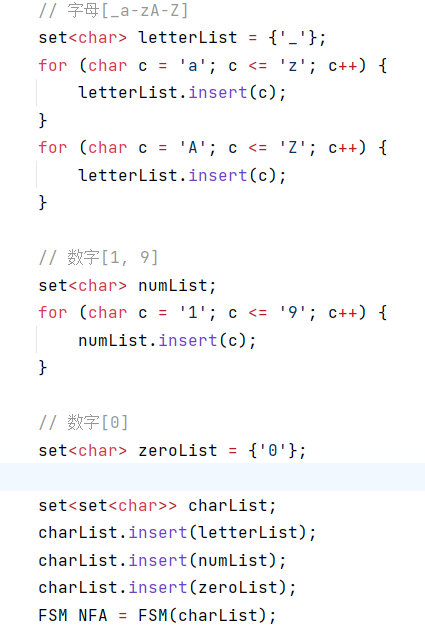 // 字母[_a-zA-Z]
set<char> letterList = {'_'};
for (char c = 'a'; c <= 'z'; c++) {
    letterList.insert(c);
}
for (char c = 'A'; c <= 'Z'; c++) {
    letterList.insert(c);
}

// 数字[1, 9]
set<char> numList;
for (char c = '1'; c <= '9'; c++) {
    numList.insert(c);
}

// 数字[0]
set<char> zeroList = {'0'};

set<set<char>> charList;
charList.insert(letterList);
charList.insert(numList);
charList.insert(zeroList);
FSM NFA = FSM(charList);